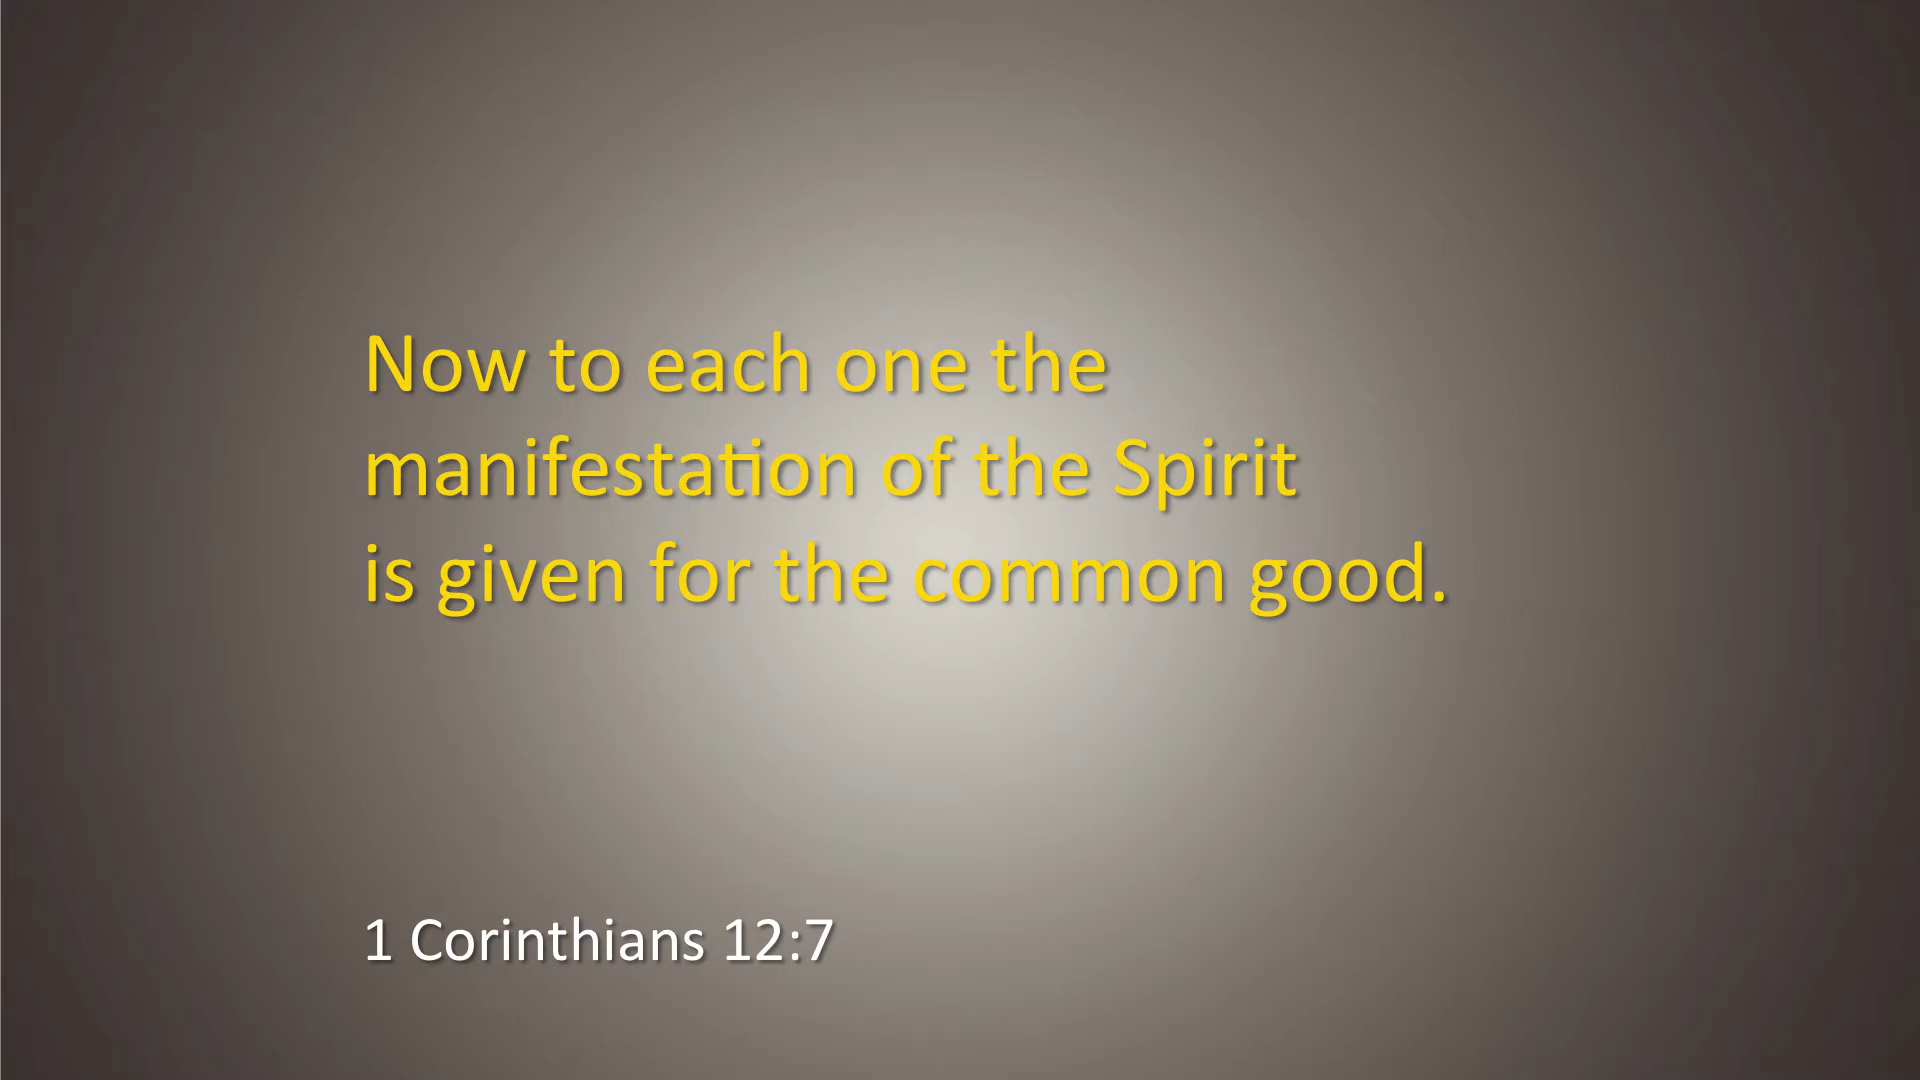 Now to each one the
manifestation of the Spirit
is given for the common good.
1 Corinthians 12:7